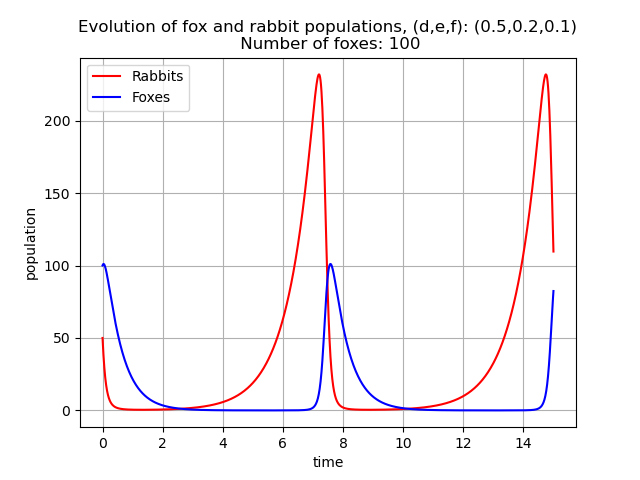 Evolution of fox and rabbit populations, (d,e,f): (0.5,0.2,0.1)
Number of foxes: 100
Rabbits
Foxes
200
150
100
50
0
population
0 2 4 6 8 10 12 14
time